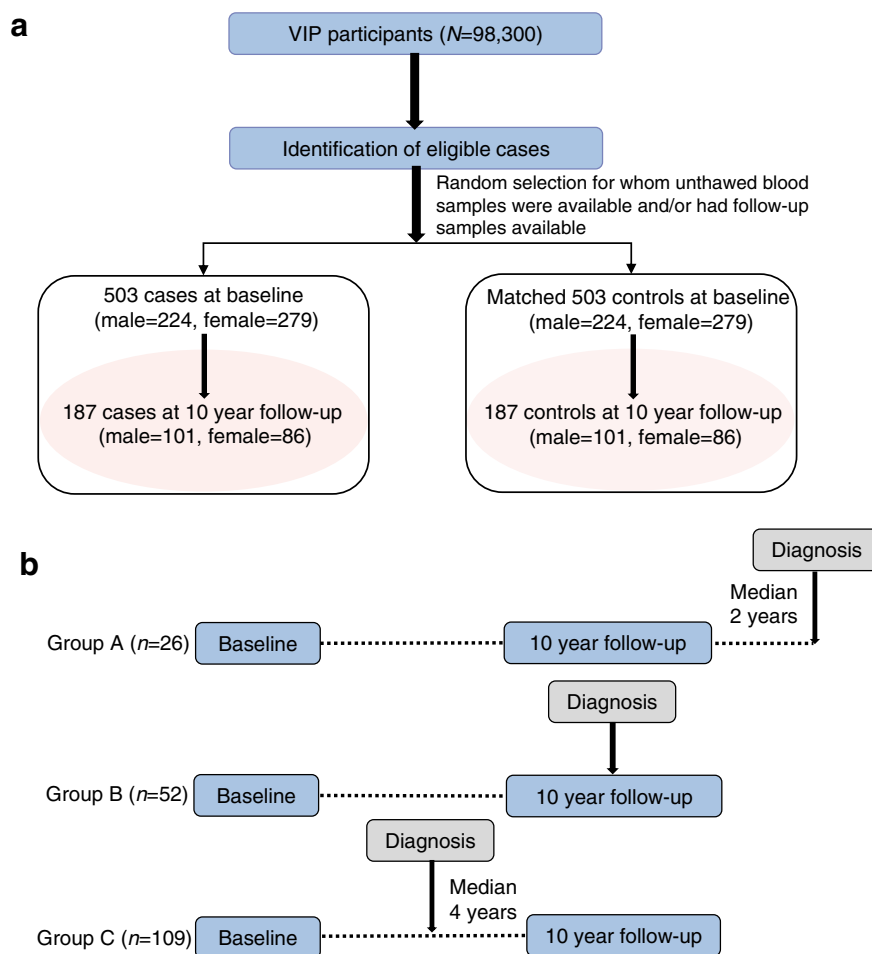 a
VIP participants (N=98,300)
Identification of eligible cases
Random selection for whom unthawed blood
samples were available and/or had follow-up
samples available
503 cases at baseline
(male=224, female=279)
187 cases at 10 year follow-up
(male=101, female=86)
Matched 503 controls at baseline
(male=224, female=279)
187 controls at 10 year follow-up
(male=101, female=86)
b
Diagnosis
Median
2 years
Group A (n=26)
Baseline
10 year follow-up
Diagnosis
Group B (n=52)
Baseline
10 year follow-up
Diagnosis
Median
4 years
Group C (n=109)
Baseline
10 year follow-up